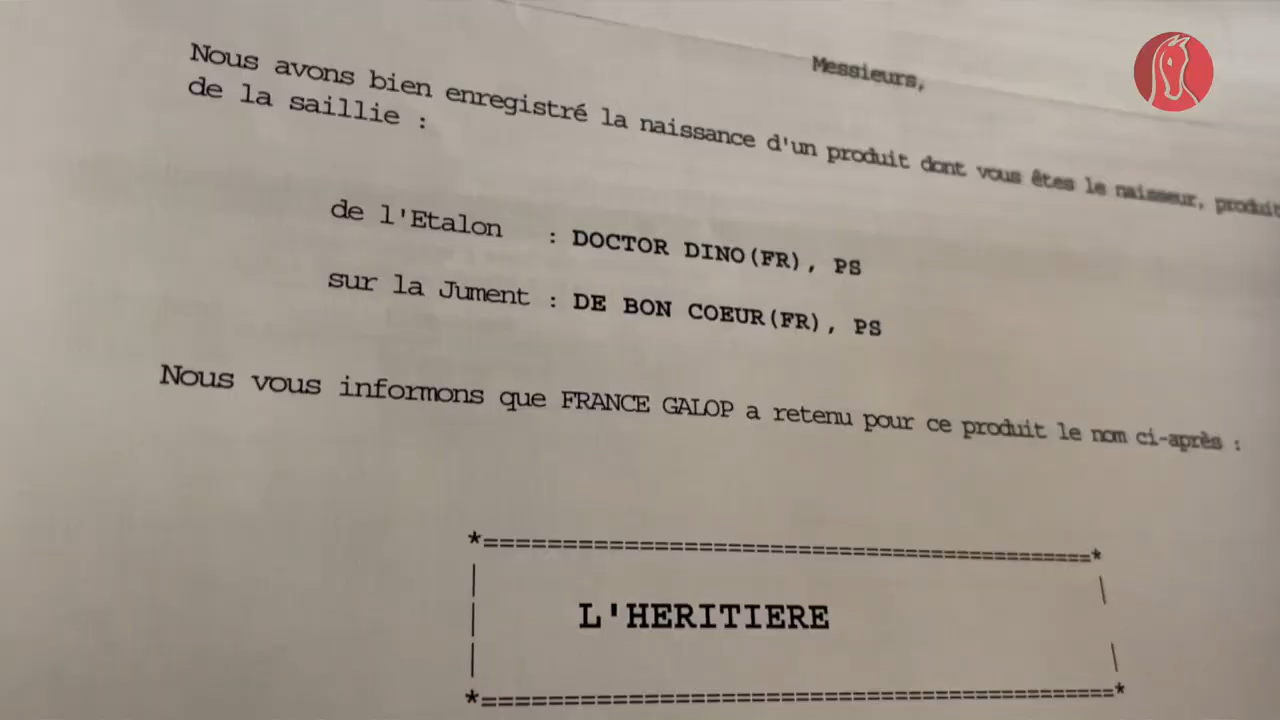 Messieurs,
Nous avons bien enregistré la naissance d'un produit dont vous êtes le naisseur, produit
de la saillie :
de l'Etalon : DOCTOR DINO(FR), PS
sur la Jument : DE BON COEUR(FR), PS
Nous vous informons que FRANCE GALOP a retenu pour ce produit le nom ci-après :
*==============================================*
L'HERITIERE
*==============================================*